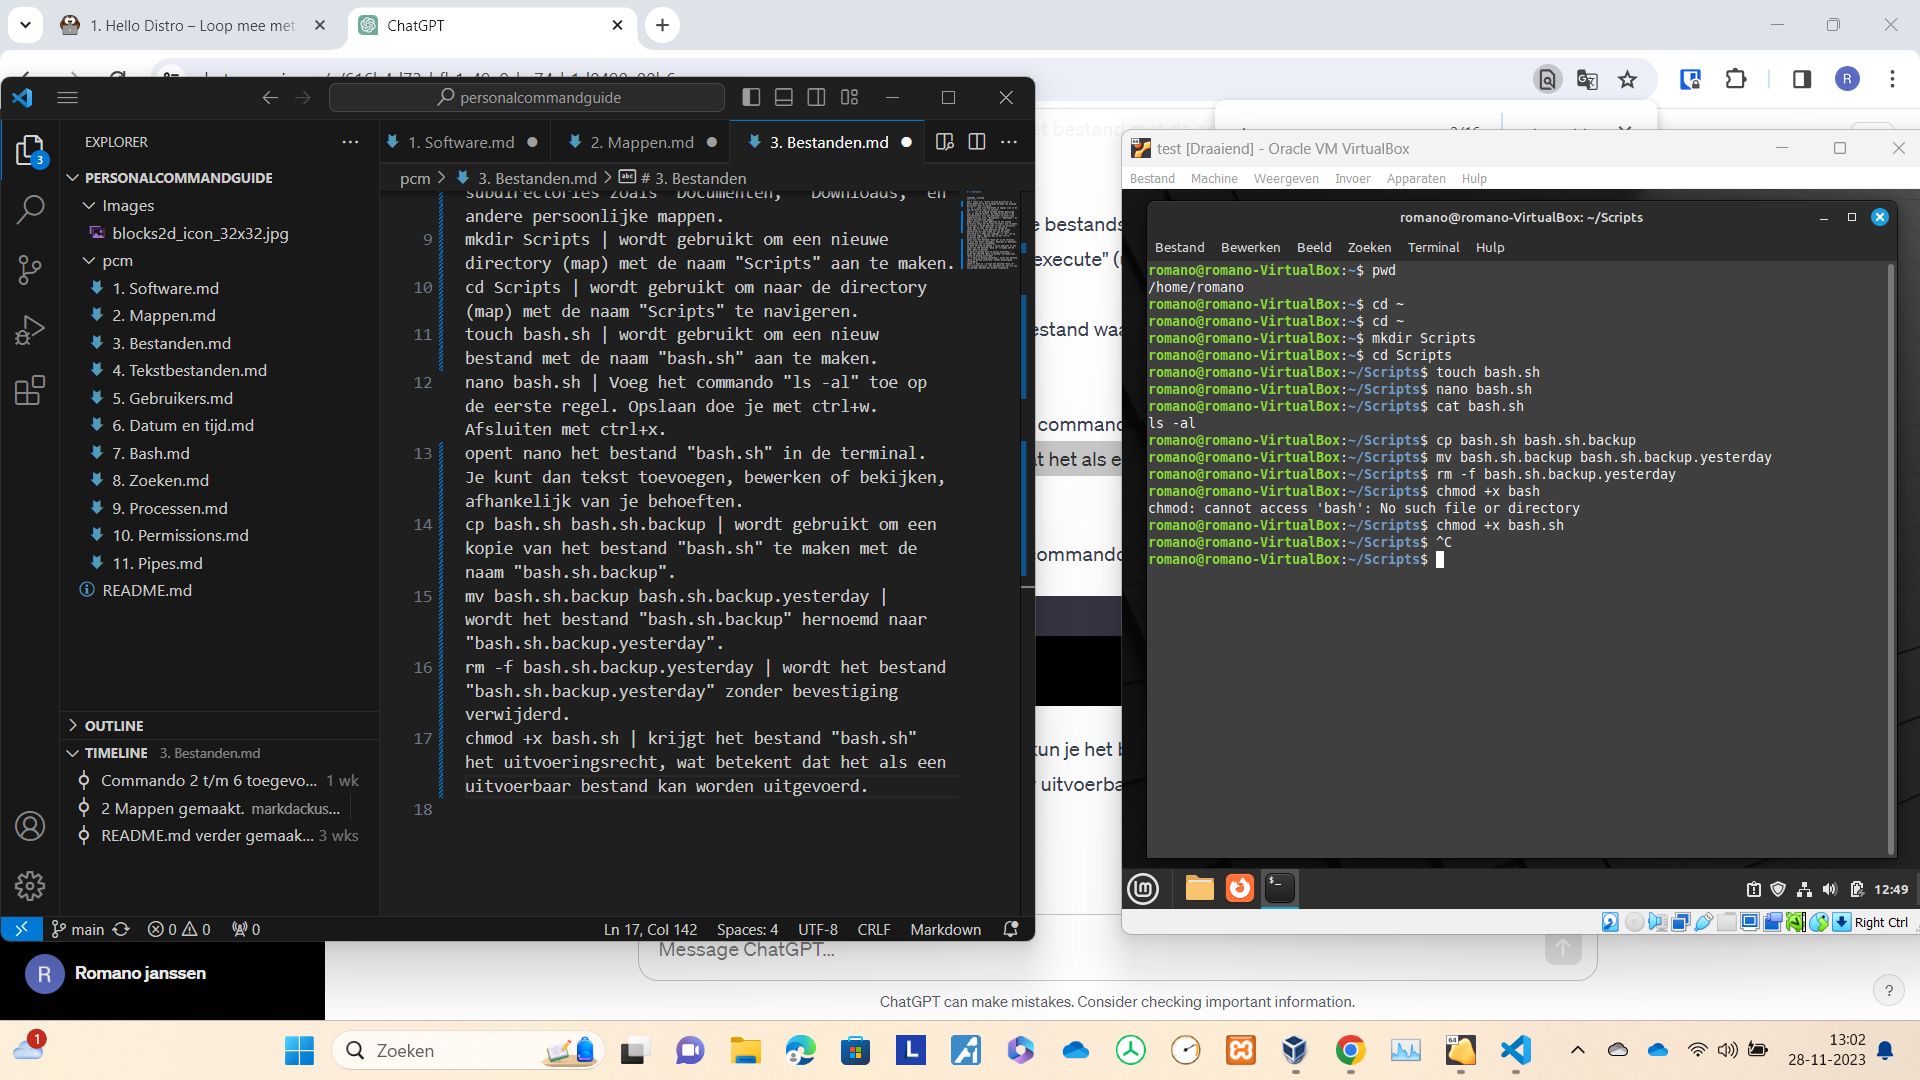 1. Hello Distro – Loop mee met
ChatGPT
R
personalcommandguide
EXPLORER
PERSONALCOMMANDGUIDE
Images
blocks2d_icon_32x32.jpg
pcm
1. Software.md
2. Mappen.md
3. Bestanden.md
4. Tekstbestanden.md
5. Gebruikers.md
6. Datum en tijd.md
7. Bash.md
8. Zoeken.md
9. Processen.md
10. Permissions.md
11. Pipes.md
README.md
OUTLINE
TIMELINE 3. Bestanden.md
Commando 2 t/m 6 toegevo... 1 wk
2 Mappen gemaakt. markdackus...
README.md verder gemaak... 3 wks
3
1. Software.md
2. Mappen.md
3. Bestanden.md
pcm > 3. Bestanden.md > # 3. Bestanden
subdirectories zoals "Documenten," "Downloads," en
andere persoonlijke mappen.
9 mkdir Scripts | wordt gebruikt om een nieuwe
directory (map) met de naam "Scripts" aan te maken.
10 cd Scripts | wordt gebruikt om naar de directory
(map) met de naam "Scripts" te navigeren.
11 touch bash.sh | wordt gebruikt om een nieuw
bestand met de naam "bash.sh" aan te maken.
12 nano bash.sh | Voeg het commando "ls -al" toe op
de eerste regel. Opslaan doe je met ctrl+w.
Afsluiten met ctrl+x.
13 opent nano het bestand "bash.sh" in de terminal.
Je kunt dan tekst toevoegen, bewerken of bekijken,
afhankelijk van je behoeften.
14 cp bash.sh bash.sh.backup | wordt gebruikt om een
kopie van het bestand "bash.sh" te maken met de
naam "bash.sh.backup".
15 mv bash.sh.backup bash.sh.backup.yesterday |
wordt het bestand "bash.sh.backup" hernoemd naar
"bash.sh.backup.yesterday".
16 rm -f bash.sh.backup.yesterday | wordt het bestand
"bash.sh.backup.yesterday" zonder bevestiging
verwijderd.
17 chmod +x bash.sh | krijgt het bestand "bash.sh"
het uitvoeringsrecht, wat betekent dat het als een
uitvoerbaar bestand kan worden uitgevoerd.
18
main 0 0 0 Ln 17, Col 142 Spaces: 4 UTF-8 CRLF Markdown
e bestands
execute" (
estand waa
commando
t het als e
commando
kun je het b
uitvoerba
test [Draaiend] - Oracle VM VirtualBox
Bestand Machine Weergeven Invoer Apparaten Hulp
romano@romano-VirtualBox: ~/Scripts
Bestand Bewerken Beeld Zoeken Terminal Hulp
romano@romano-VirtualBox:~$ pwd
/home/romano
romano@romano-VirtualBox:~$ cd ~
romano@romano-VirtualBox:~$ cd ~
romano@romano-VirtualBox:~$ mkdir Scripts
romano@romano-VirtualBox:~$ cd Scripts
romano@romano-VirtualBox:~/Scripts$ touch bash.sh
romano@romano-VirtualBox:~/Scripts$ nano bash.sh
romano@romano-VirtualBox:~/Scripts$ cat bash.sh
ls -al
romano@romano-VirtualBox:~/Scripts$ cp bash.sh bash.sh.backup
romano@romano-VirtualBox:~/Scripts$ mv bash.sh.backup bash.sh.backup.yesterday
romano@romano-VirtualBox:~/Scripts$ rm -f bash.sh.backup.yesterday
romano@romano-VirtualBox:~/Scripts$ chmod +x bash
chmod: cannot access 'bash': No such file or directory
romano@romano-VirtualBox:~/Scripts$ chmod +x bash.sh
romano@romano-VirtualBox:~/Scripts$ ^C
romano@romano-VirtualBox:~/Scripts$
12:49
Right Ctrl
R Romano janssen
Message ChatGPT...
ChatGPT can make mistakes. Consider checking important information.
?
1
Zoeken
L
64
13:02
28-11-2023